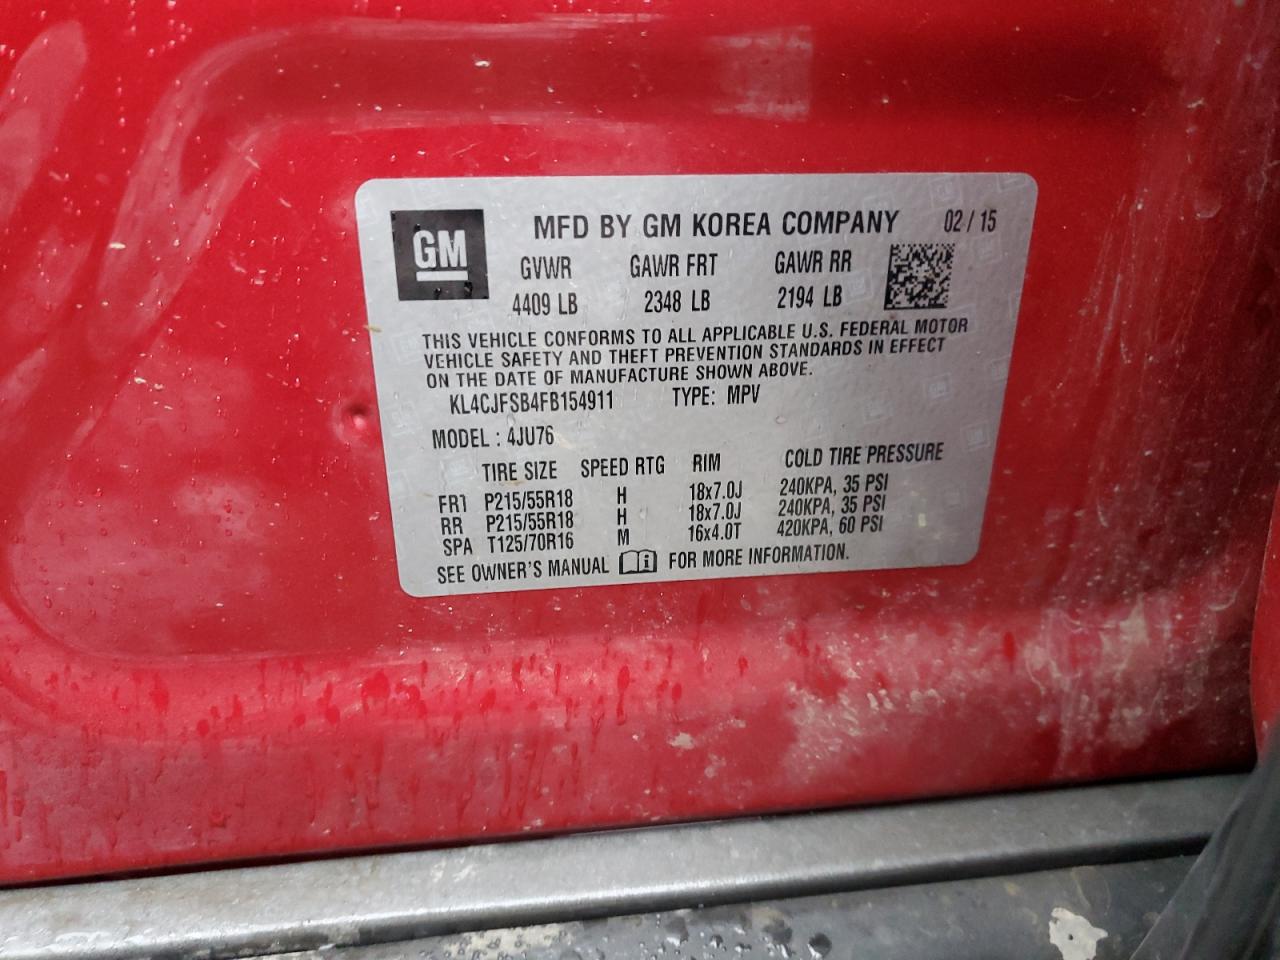 GM
MFD BY GM KOREA COMPANY 02 / 15
GVWR GAWR FRT GAWR RR
4409 LB 2348 LB 2194 LB
THIS VEHICLE CONFORMS TO ALL APPLICABLE U.S. FEDERAL MOTOR
VEHICLE SAFETY AND THEFT PREVENTION STANDARDS IN EFFECT
ON THE DATE OF MANUFACTURE SHOWN ABOVE.
KL4CJFSB4FB154911 TYPE: MPV
MODEL : 4JU76
TIRE SIZE SPEED RTG RIM COLD TIRE PRESSURE
FRT P215/55R18 H 18x7.0J 240KPA, 35 PSI
RR P215/55R18 H 18x7.0J 240KPA, 35 PSI
SPA T125/70R16 M 16x4.0T 420KPA, 60 PSI
SEE OWNER'S MANUAL FOR MORE INFORMATION.